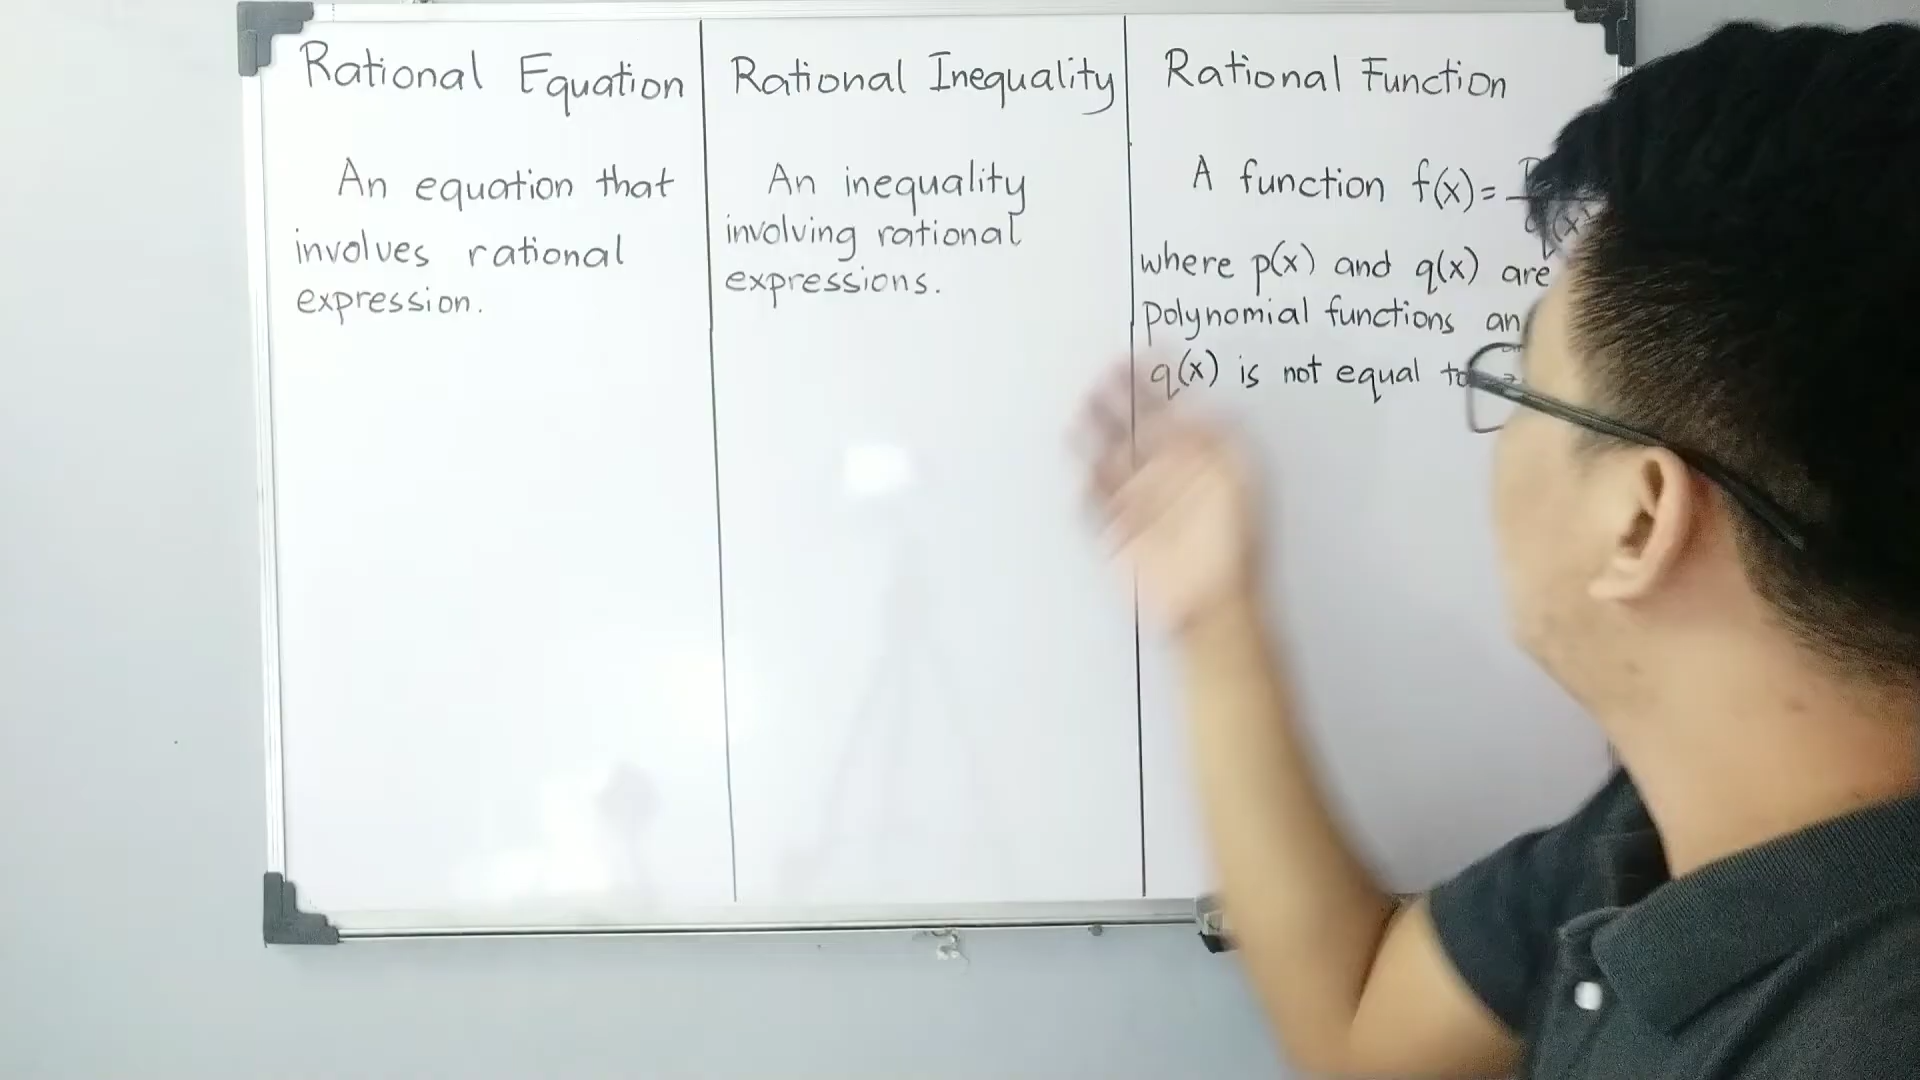 Rational Equation
An equation that
involves rational
expression.
Rational Inequality
An inequality
involving rational
expressions.
Rational Function
A function f(x)=
q(x)
where p(x) and q(x) are
polynomial functions
q(x) is not equal to